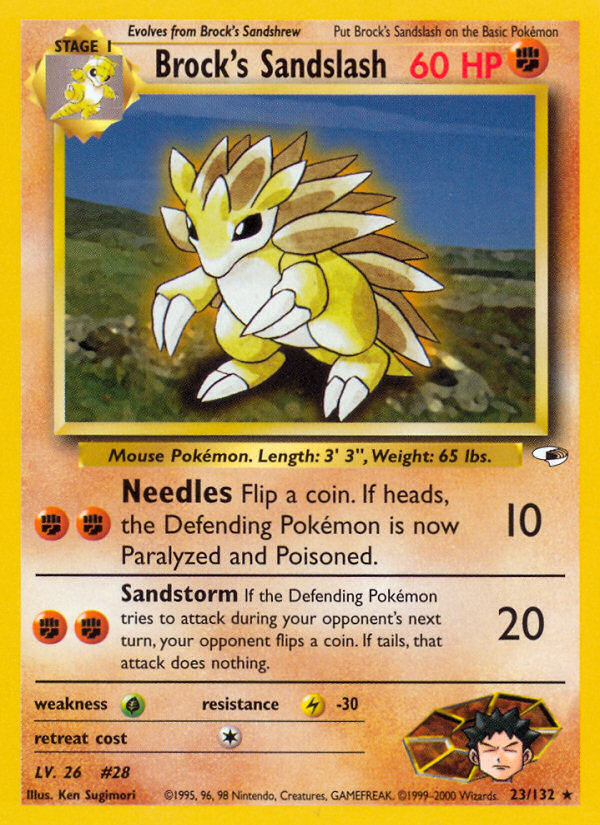 Evolves from Brock's Sandshrew Put Brock's Sandslash on the Basic Pokémon
STAGE 1
Brock's Sandslash 60 HP
Mouse Pokémon. Length: 3' 3", Weight: 65 lbs.
Needles Flip a coin. If heads,
the Defending Pokémon is now 10
Paralyzed and Poisoned.
Sandstorm If the Defending Pokémon
tries to attack during your opponent's next
turn, your opponent flips a coin. If tails, that 20
attack does nothing.
weakness resistance -30
retreat cost
LV. 26 #28
Illus. Ken Sugimori ©1995, 96, 98 Nintendo, Creatures, GAMEFREAK. ©1999-2000 Wizards. 23/132 ★